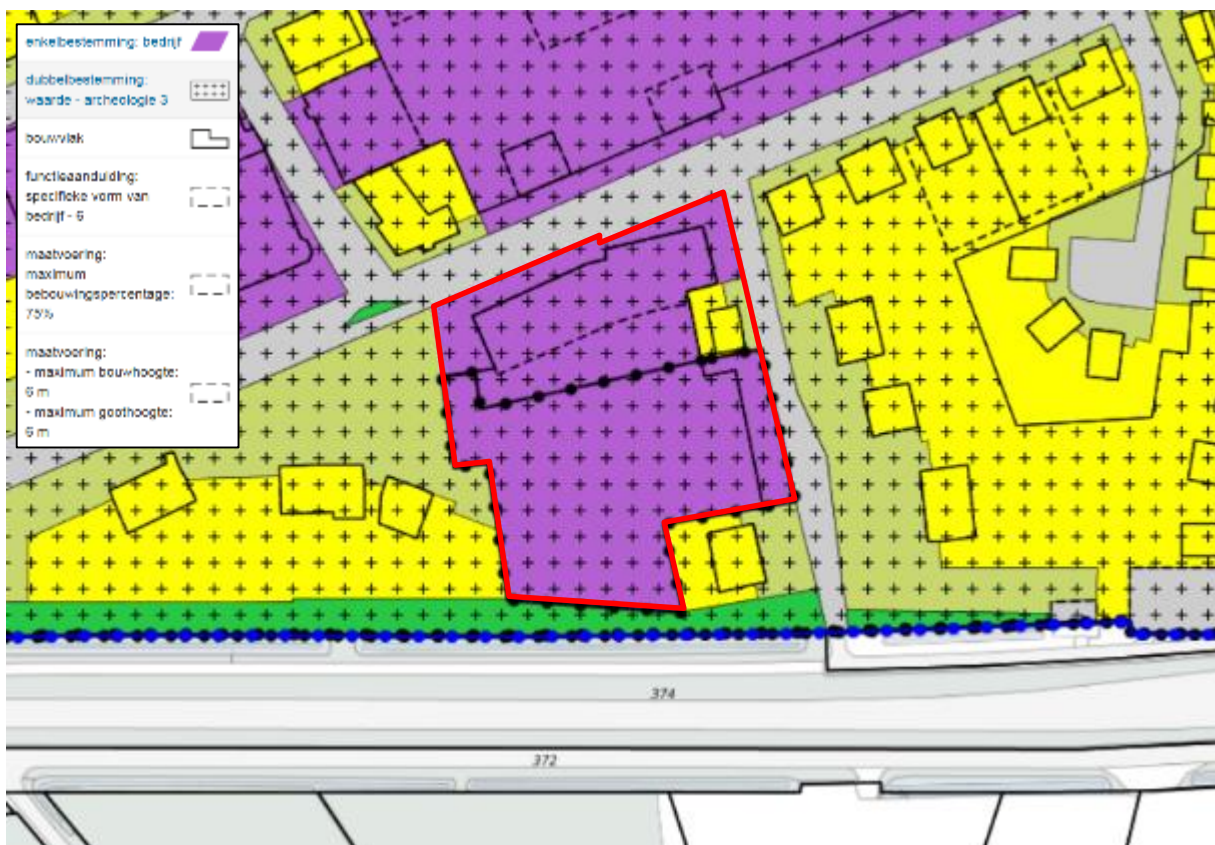 enkelbestemming: bedrijf
dubbelbestemming:
waarde - archeologie 3
bouwvlak
functieaanduiding:
specifieke vorm van
bedrijf - 6
maatvoering:
maximum
bebouwingspercentage:
75%
maatvoering:
- maximum bouwhoogte:
6 m
- maximum goothoogte:
6 m
374
372